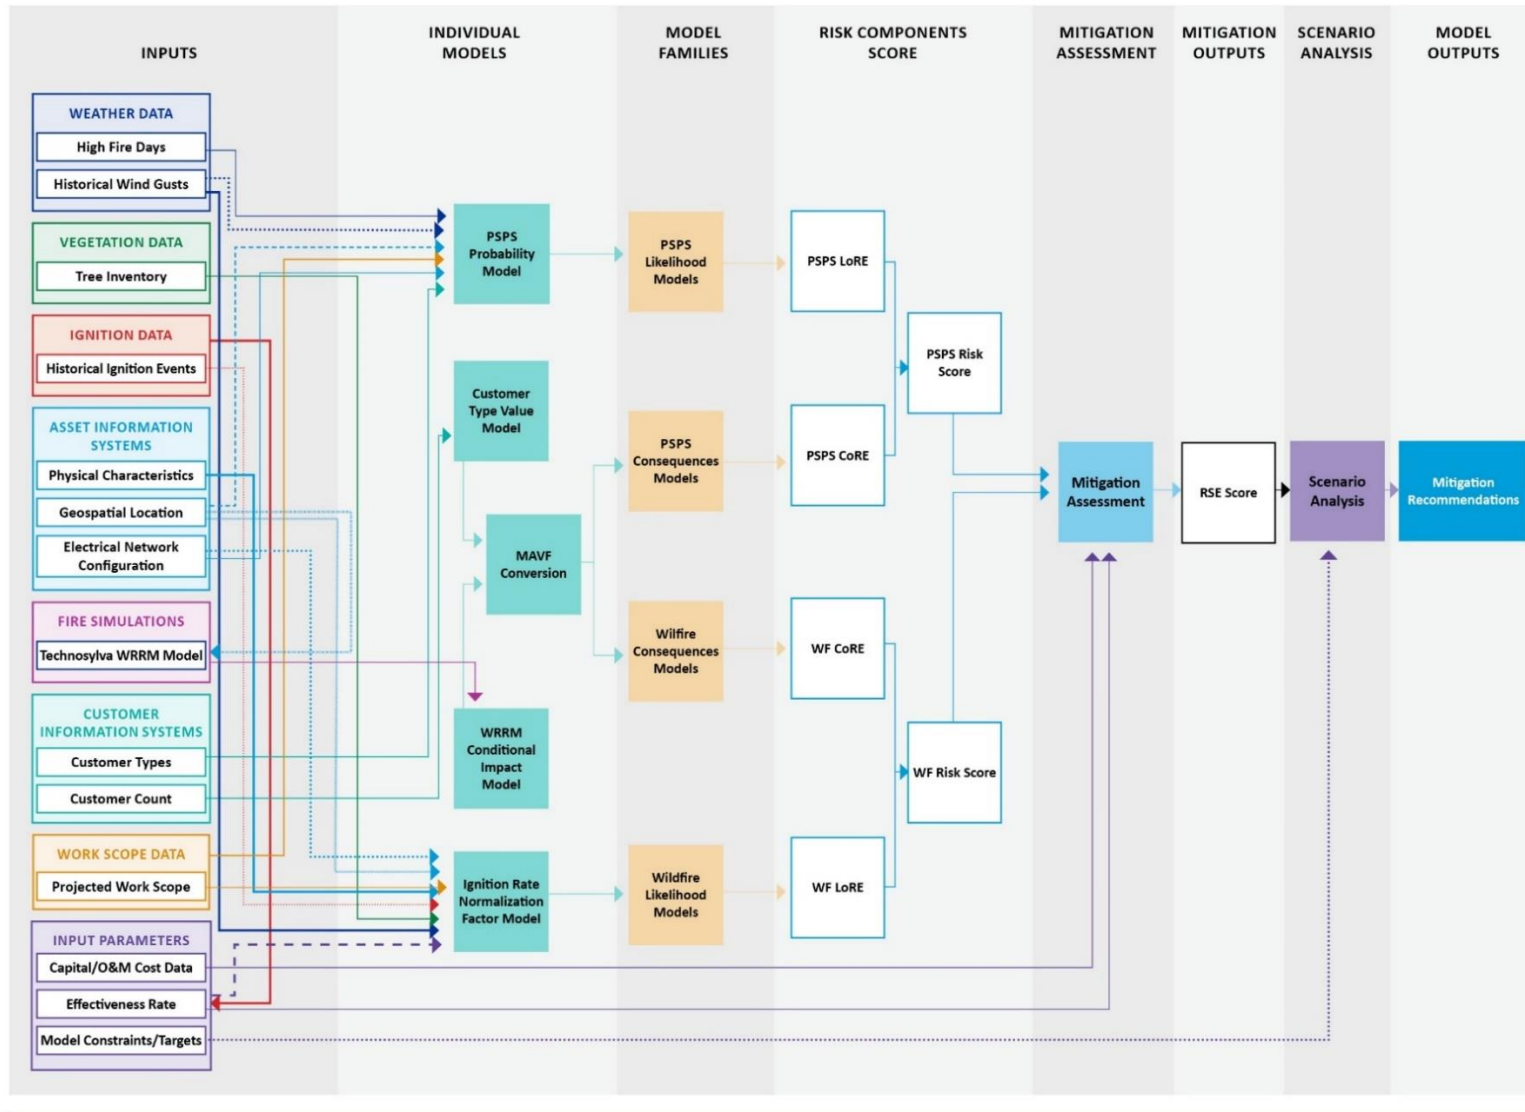 INPUTS
INDIVIDUAL
MODELS
MODEL
FAMILIES
RISK COMPONENTS
SCORE
MITIGATION
ASSESSMENT
MITIGATION
OUTPUTS
SCENARIO
ANALYSIS
MODEL
OUTPUTS
WEATHER DATA
High Fire Days
Historical Wind Gusts
VEGETATION DATA
Tree Inventory
IGNITION DATA
Historical Ignition Events
ASSET INFORMATION
SYSTEMS
Physical Characteristics
Geospatial Location
Electrical Network
Configuration
FIRE SIMULATIONS
Technosylva WRRM Model
CUSTOMER
INFORMATION SYSTEMS
Customer Types
Customer Count
WORK SCOPE DATA
Projected Work Scope
INPUT PARAMETERS
Capital/O&M Cost Data
Effectiveness Rate
Model Constraints/Targets
PSPS
Probability
Model
Customer
Type Value
Model
MAVF
Conversion
WRRM
Conditional
Impact
Model
Ignition Rate
Normalization
Factor Model
PSPS
Likelihood
Models
PSPS
Consequences
Models
Wilfire
Consequences
Models
Wildfire
Likelihood
Models
PSPS LoRE
PSPS CoRE
WF CoRE
WF LoRE
PSPS Risk
Score
WF Risk Score
Mitigation
Assessment
RSE Score
Scenario
Analysis
Mitigation
Recommendations